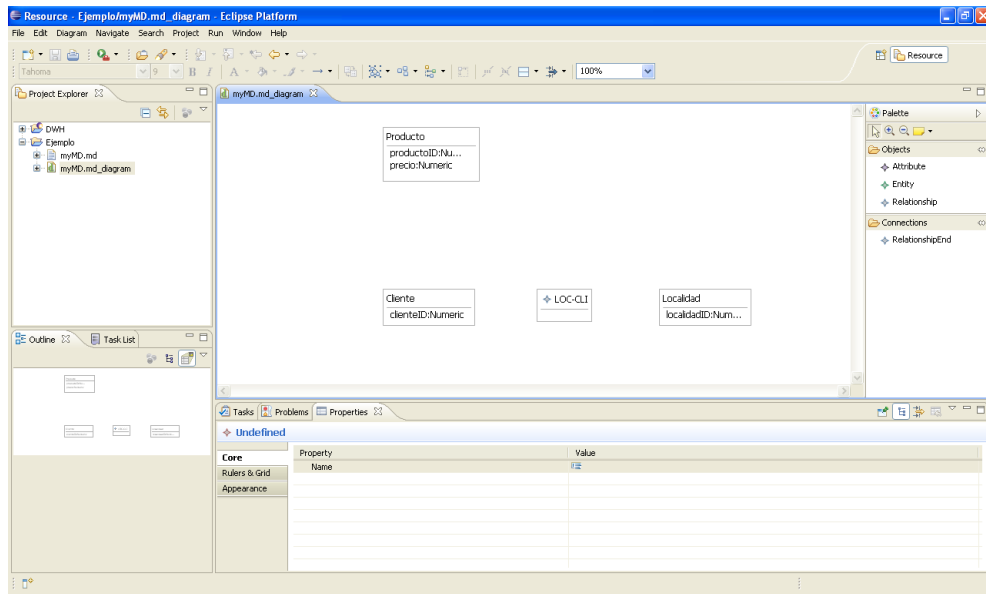 Resource - Ejemplo/myMD.md_diagram - Eclipse Platform
File Edit Diagram Navigate Search Project Run Window Help
Resource
Tahoma 9 B I A 100%
Project Explorer
myMD.md_diagram
DWH
Ejemplo
myMD.md
myMD.md_diagram
Producto
productoID:Nu...
precio:Numeric
Cliente
clienteID:Numeric
LOC-CLI
Localidad
localidadID:Num...
Palette
Objects
Attribute
Entity
Relationship
Connections
RelationshipEnd
Outline Task List
Tasks Problems Properties
Undefined
Core
Rulers & Grid
Appearance
Property Value
Name